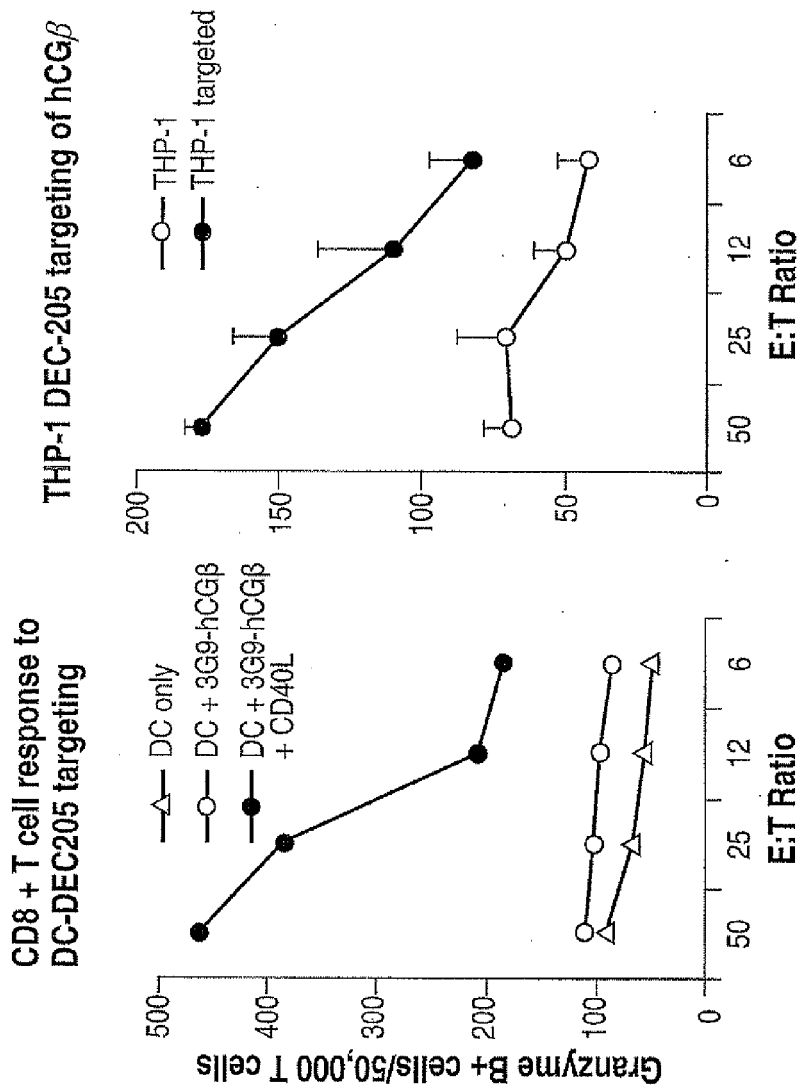 CD8 + T cell response to
DC-DEC205 targeting
DC only
DC + 3G9-hCGβ
DC + 3G9-hCGβ
+ CD40L
Granzyme B+ cells/50,000 T cells
500
400
300
200
100
0
50
25
12
6
E:T Ratio
THP-1 DEC-205 targeting of hCGβ
THP-1
THP-1 targeted
200
150
100
50
0
50
25
12
6
E:T Ratio